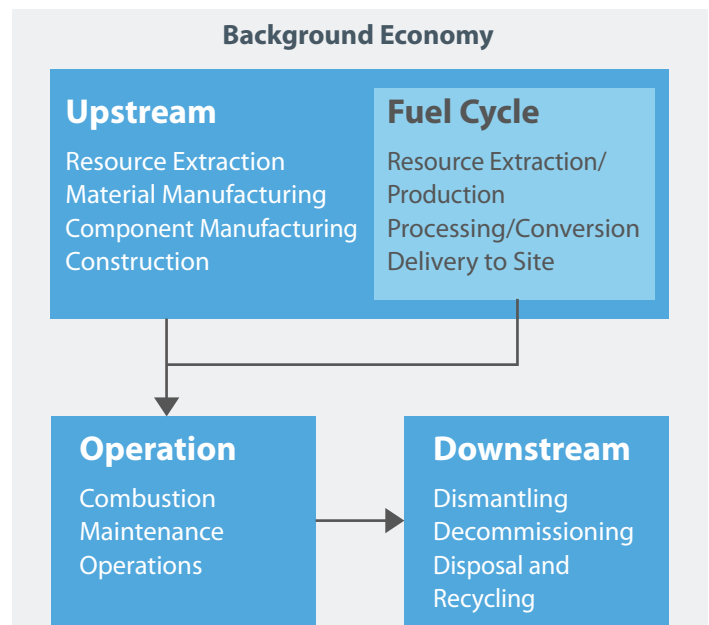 Background Economy
Upstream
Resource Extraction
Material Manufacturing
Component Manufacturing
Construction
Fuel Cycle
Resource Extraction/
Production
Processing/Conversion
Delivery to Site
Operation
Combustion
Maintenance
Operations
Downstream
Dismantling
Decommissioning
Disposal and
Recycling